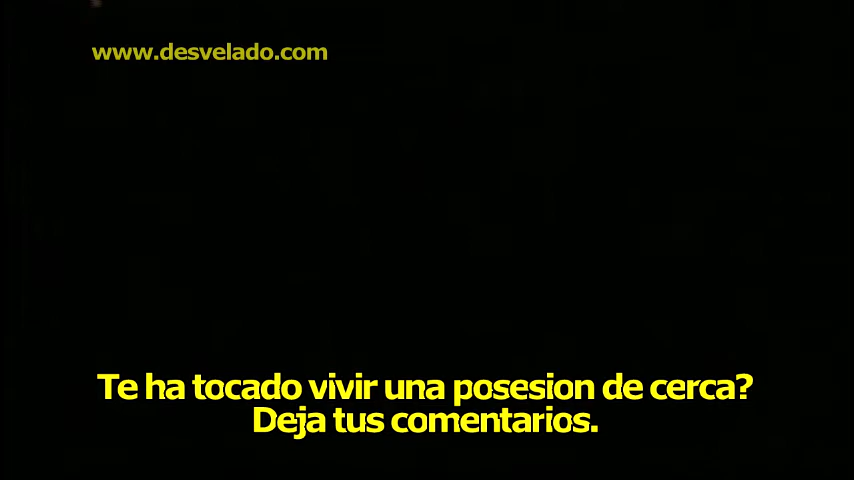 www.desvelado.com
Te ha tocado vivir una posesion de cerca?
Deja tus comentarios.